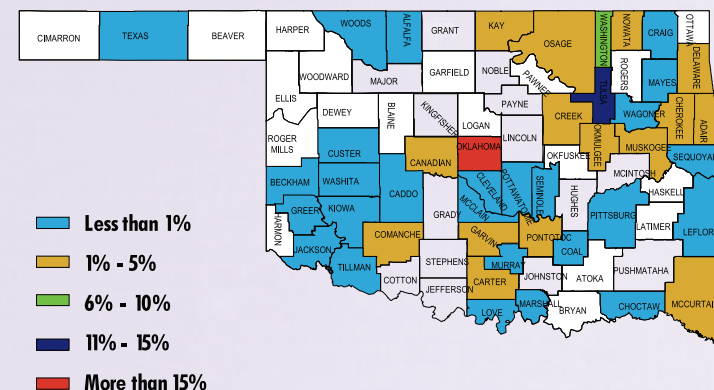 CIMARRON
TEXAS
BEAVER
HARPER
WOODS
ALFALFA
GRANT
KAY
OSAGE
WASHINGTON
NOWATA
CRAIG
OTTAWA
DELAWARE
ELLIS
WOODWARD
MAJOR
GARFIELD
NOBLE
PAWNEE
TULSA
ROGERS
MAYES
ROGER
MILLS
DEWEY
BLAINE
KINGFISHER
LOGAN
PAYNE
CREEK
WAGONER
CHEROKEE
ADAIR
CUSTER
CANADIAN
OKLAHOMA
LINCOLN
OKFUSKEE
OKMULGEE
MUSKOGEE
SEQUOYAH
BECKHAM
WASHITA
CADDO
CLEVELAND
POTTAWATOMIE
SEMINOLE
HUGHES
MCINTOSH
HASKELL
GREER
KIOWA
GRADY
MCCLAIN
PITTSBURG
LATIMER
LEFLOR
HARMON
JACKSON
COMANCHE
GARVIN
PONTOTOC
COAL
TILLMAN
STEPHENS
MURRAY
JOHNSTON
ATOKA
PUSHMATAHA
COTTON
JEFFERSON
CARTER
LOVE
MARSHALL
BRYAN
CHOCTAW
MCCURTAI
Less than 1%
1% - 5%
6% - 10%
11% - 15%
More than 15%